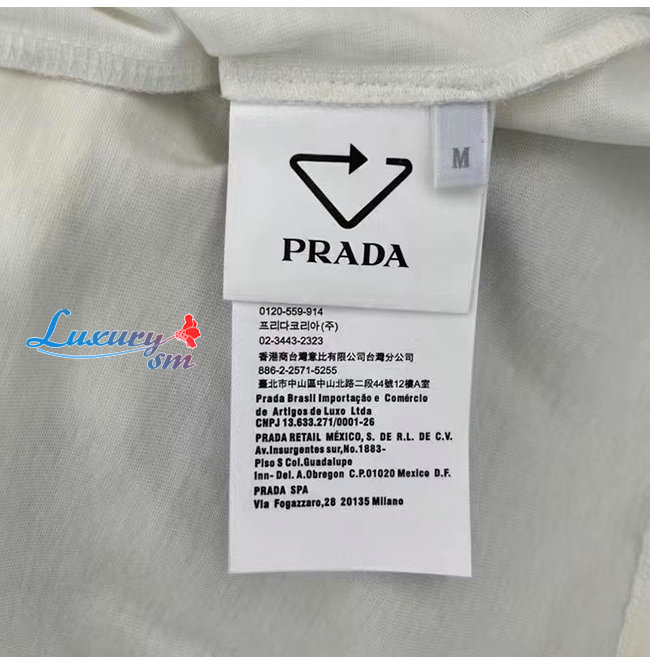 M
PRADA
0120-559-914
프리다코리아(주)
02-3443-2323
香港商台灣意比有限公司台灣分公司
886-2-2571-5255
臺北市中山區中山北路二段44號12樓A室
Prada Brasil Importação e Comércio
de Artigos de Luxo Ltda
CNPJ 13.633.271/0001-26
PRADA RETAIL MÉXICO, S. DE R.L. DE C.V.
Av.Insurgentes sur,No.1883-
Piso S Col.Guadalupe
Inn- Del. A.Obregon C.P.01020 Mexico D.F.
PRADA SPA
Via Fogazzaro,28 20135 Milano
Luxury
sm